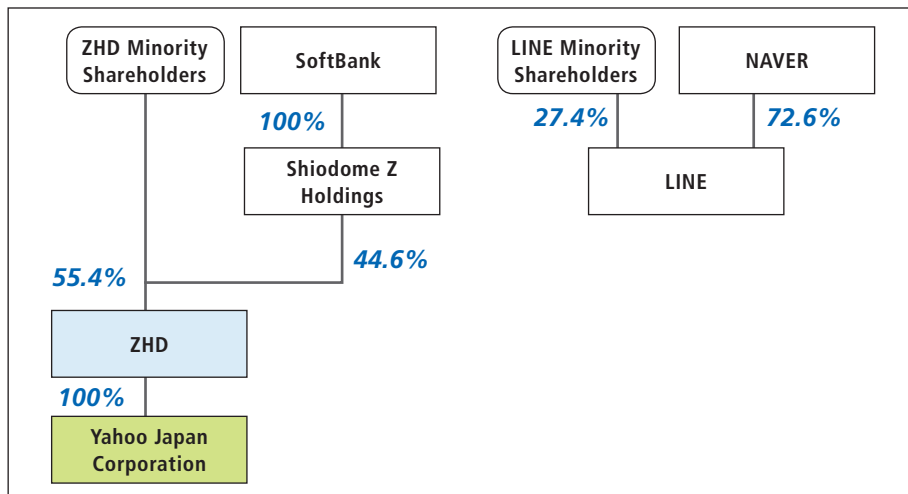 ZHD Minority
Shareholders
SoftBank
LINE Minority
Shareholders
NAVER
100%
27.4%
72.6%
Shiodome Z
Holdings
LINE
55.4%
44.6%
ZHD
100%
Yahoo Japan
Corporation